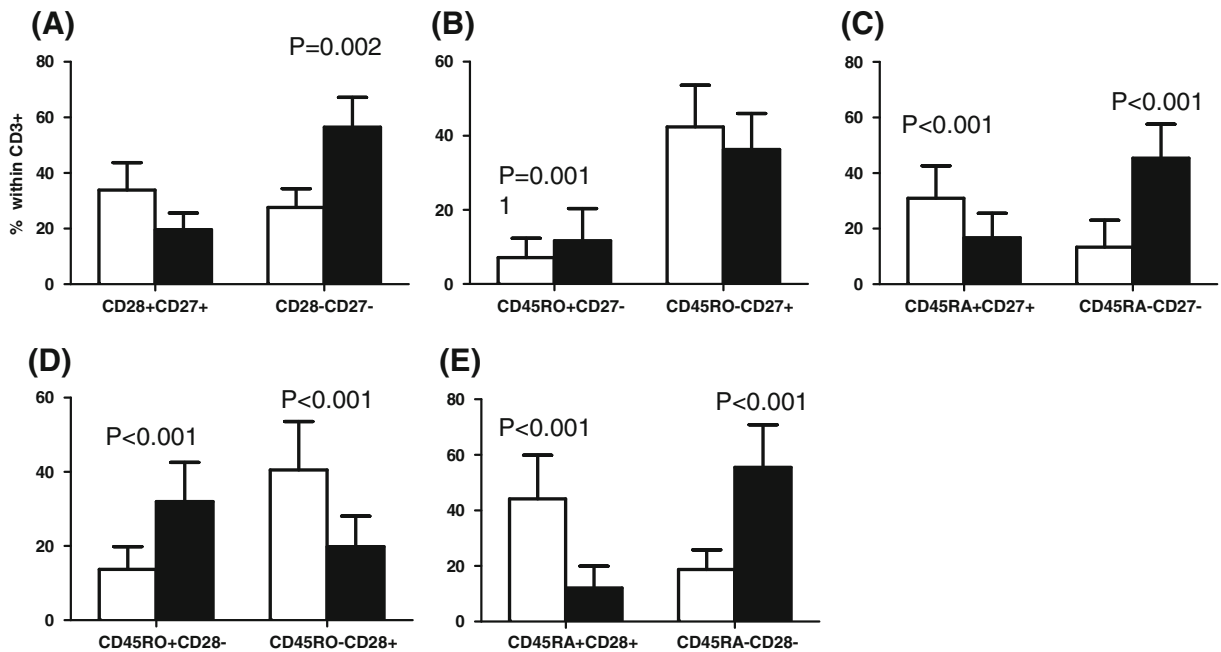 (A)
P=0.002
80
60
40
20
0
% within CD3+
CD28+CD27+ CD28-CD27-
(B)
60
40
20
0
P=0.001
1
CD45RO+CD27- CD45RO-CD27+
(C)
80
60
40
20
0
P<0.001
P<0.001
CD45RA+CD27+ CD45RA-CD27-
(D)
60
40
20
0
P<0.001
P<0.001
CD45RO+CD28- CD45RO-CD28+
(E)
80
60
40
20
0
P<0.001
P<0.001
CD45RA+CD28+ CD45RA-CD28-